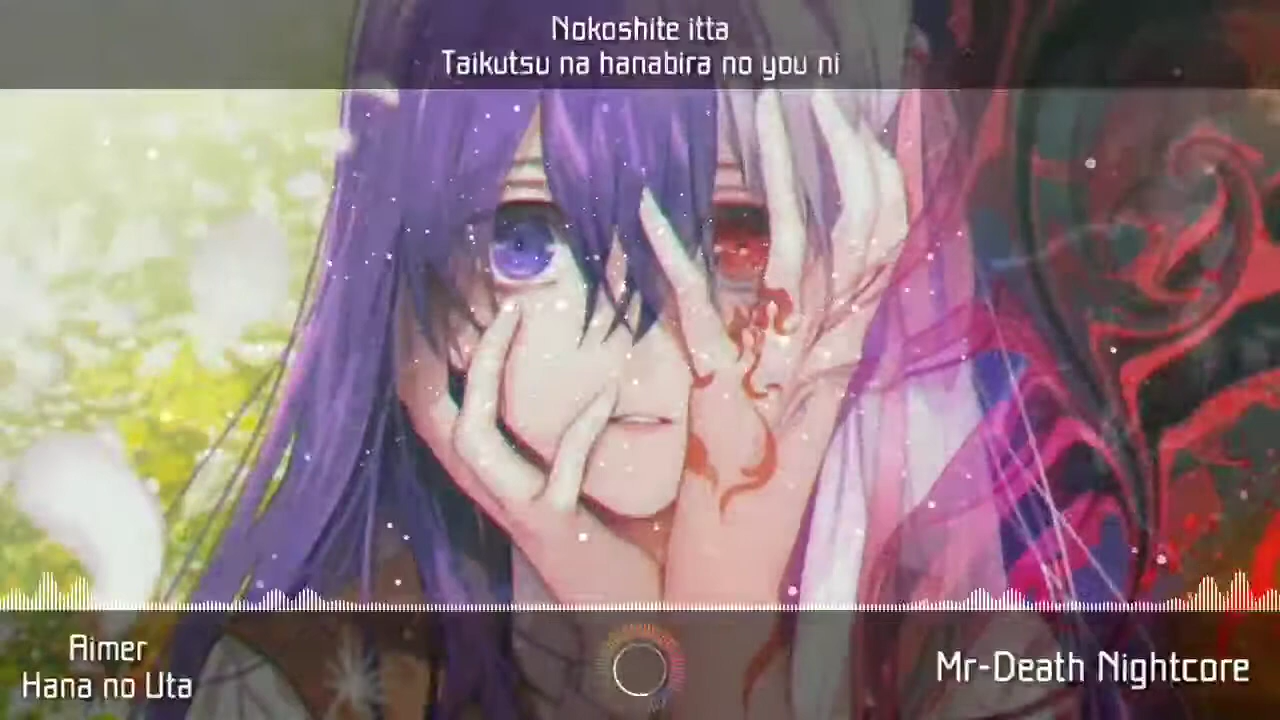 Nokoshite itta
Taikutsu na hanabira no you ni
Aimer
Hana no Uta
Mr-Death Nightcore